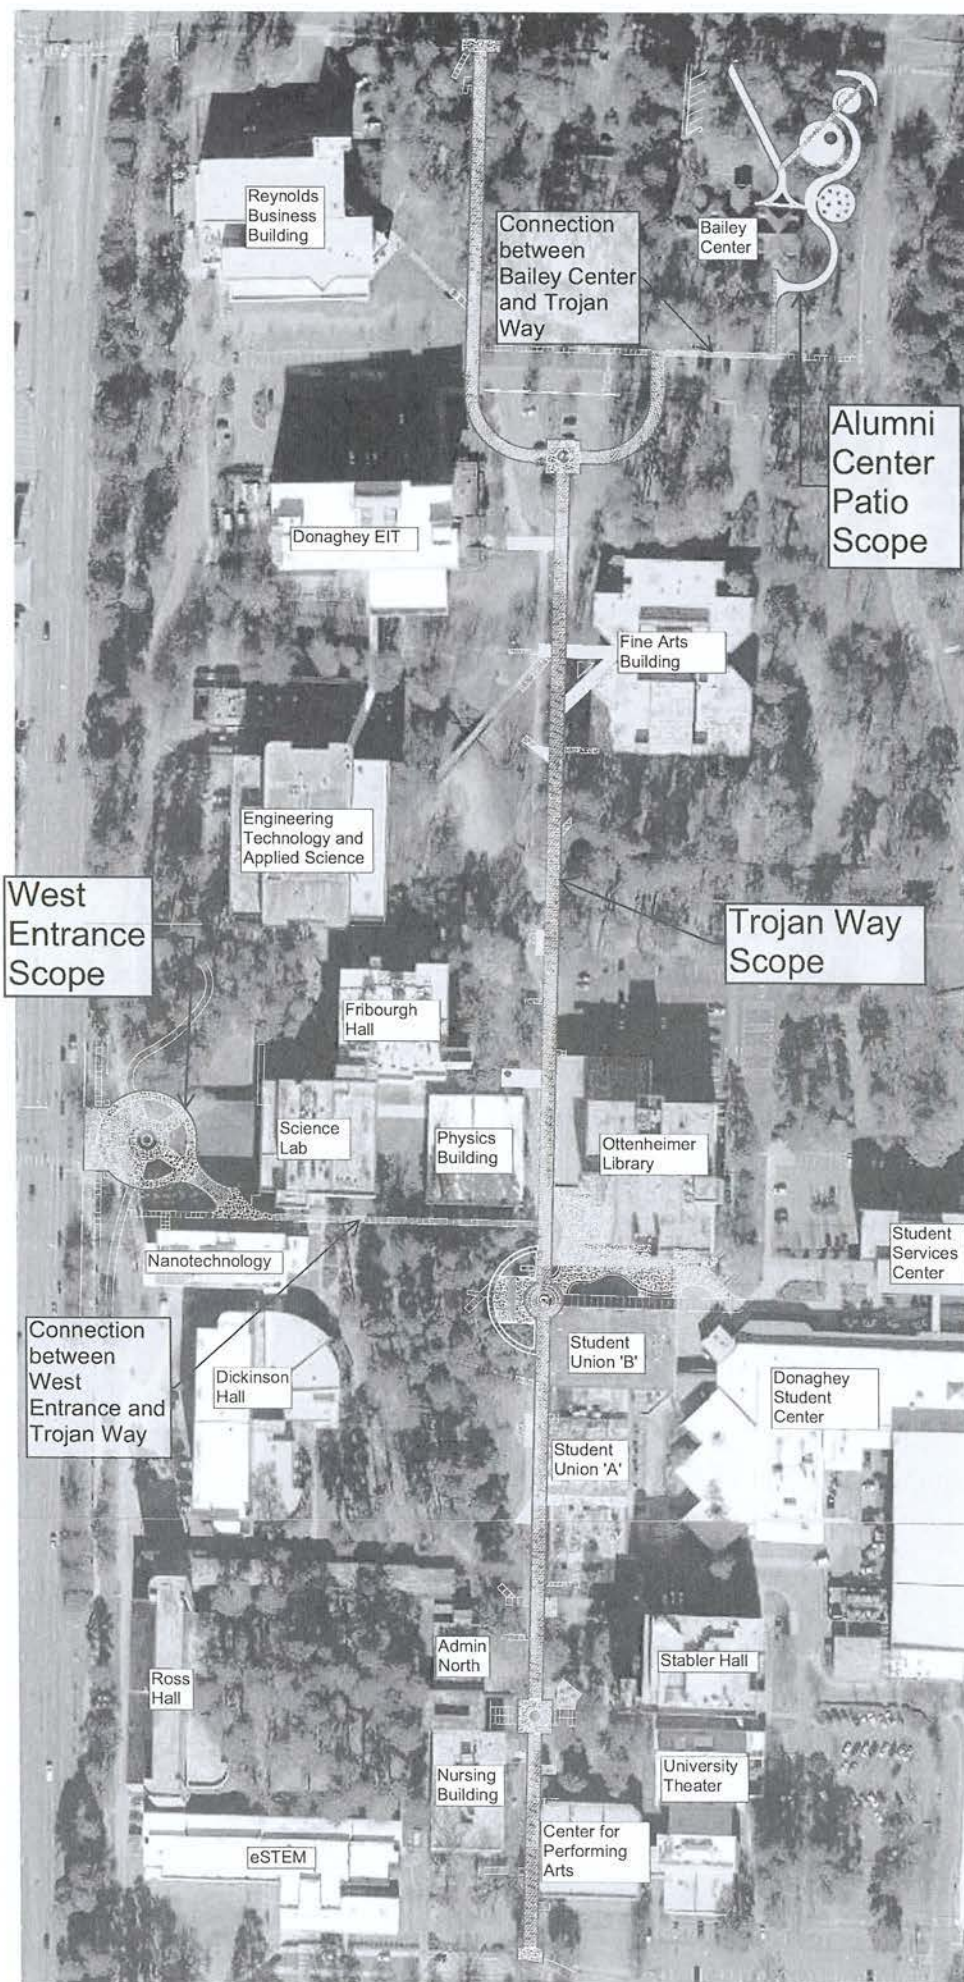 Reynolds
Business
Building
Connection
between
Bailey Center
and Trojan
Way
Bailey
Center
Alumni
Center
Patio
Scope
Donaghey EIT
Fine Arts
Building
Engineering
Technology and
Applied Science
West
Entrance
Scope
Trojan Way
Scope
Fribourgh
Hall
Science
Lab
Physics
Building
Ottenheimer
Library
Student
Services
Center
Nanotechnology
Connection
between
West
Entrance and
Trojan Way
Dickinson
Hall
Student
Union 'B'
Donaghey
Student
Center
Student
Union 'A'
Admin
North
Stabler Hall
Ross
Hall
Nursing
Building
University
Theater
eSTEM
Center for
Performing
Arts